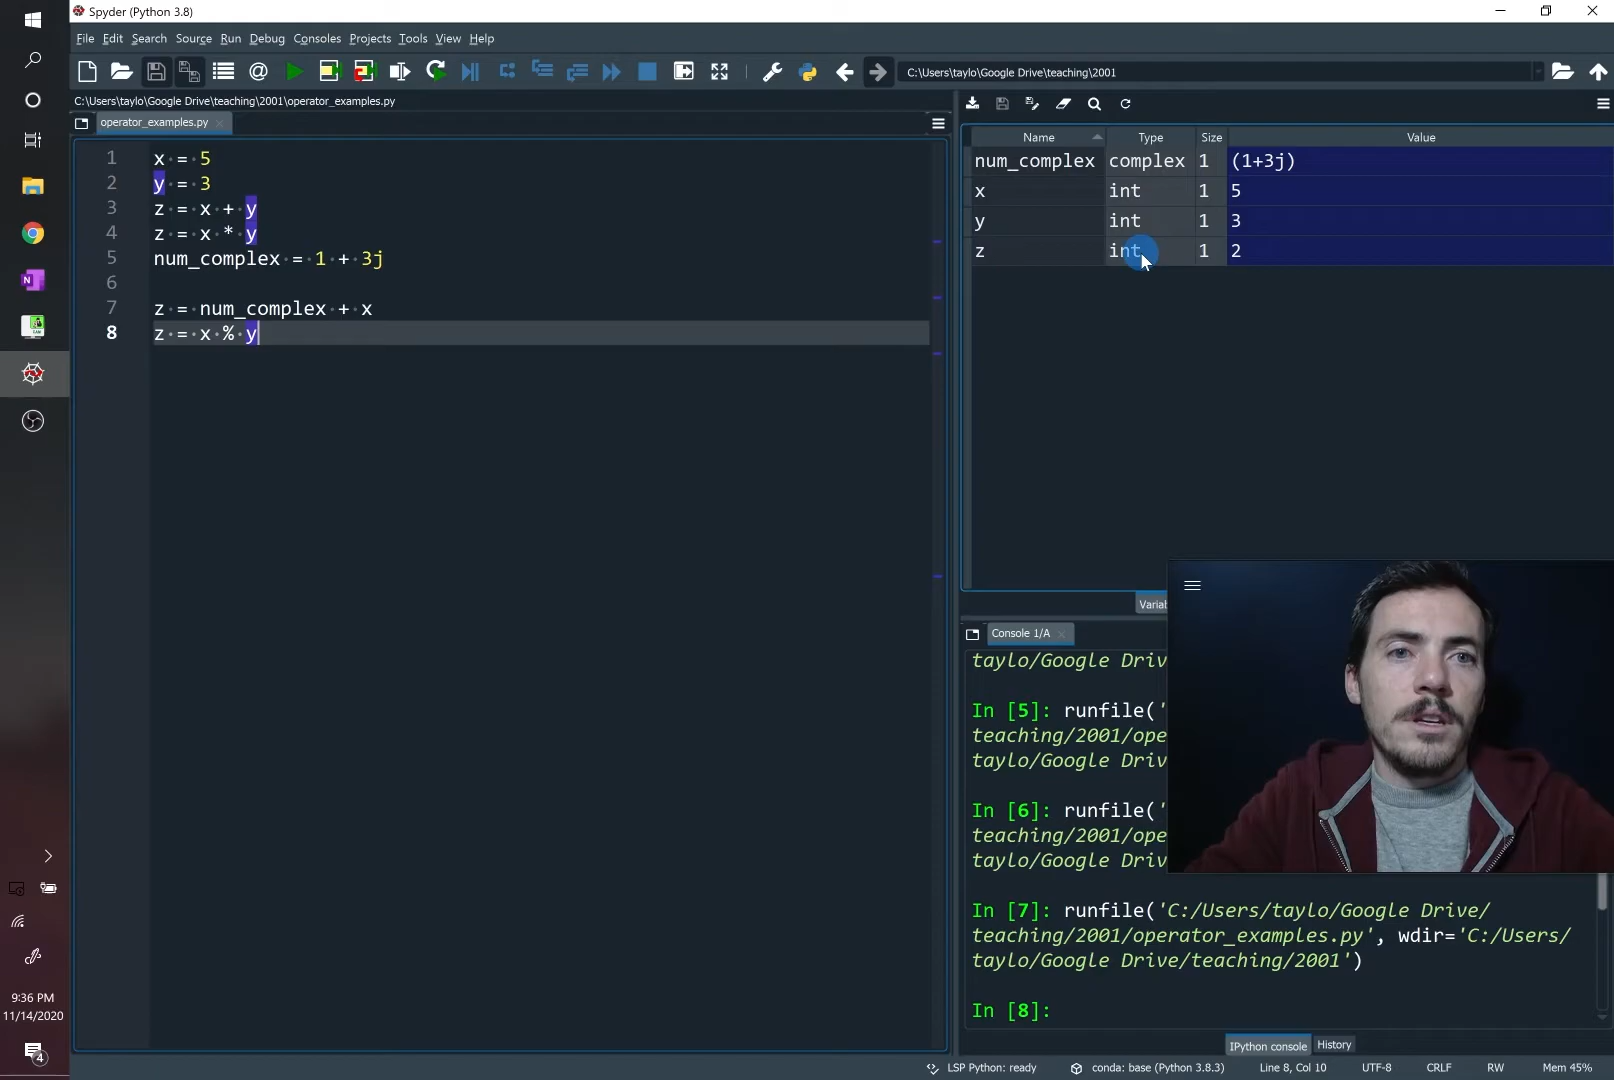 Spyder (Python 3.8)
File Edit Search Source Run Debug Consoles Projects Tools View Help
C:\Users\taylo\Google Drive\teaching\2001
C:\Users\taylo\Google Drive\teaching\2001\operator_examples.py
operator_examples.py
1 x = 5
2 y = 3
3 z = x + y
4 z = x * y
5 num_complex = 1 + 3j
6
7 z = num_complex + x
8 z = x % y
Name Type Size Value
num_complex complex 1 (1+3j)
x int 1 5
y int 1 3
z int 1 2
Variab
Console 1/A
taylo/Google Driv
In [5]: runfile('
teaching/2001/ope
taylo/Google Driv
In [6]: runfile('
teaching/2001/ope
taylo/Google Driv
In [7]: runfile('C:/Users/taylo/Google Drive/
teaching/2001/operator_examples.py', wdir='C:/Users/
taylo/Google Drive/teaching/2001')
In [8]:
IPython console History
LSP Python: ready conda: base (Python 3.8.3) Line 8, Col 10 UTF-8 CRLF RW Mem 45%
9:36 PM
11/14/2020
4